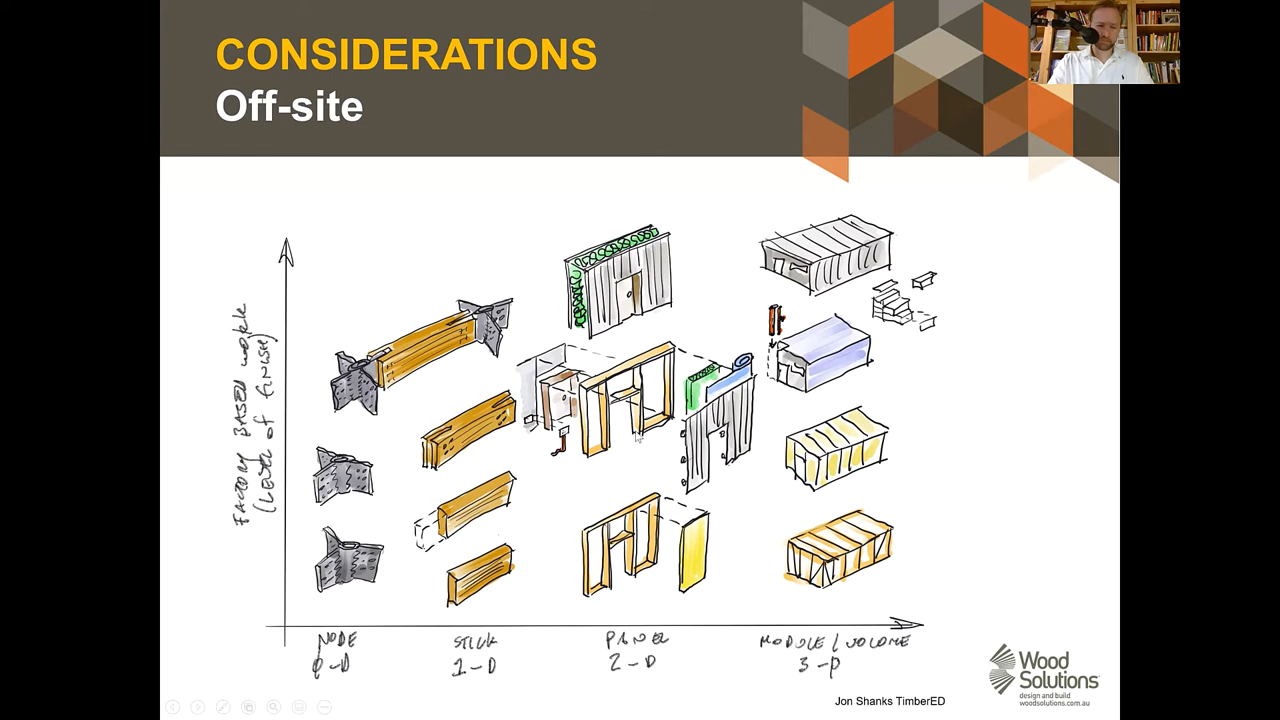 CONSIDERATIONS
Off-site
FACTORY BASED WORK
(LEVEL OF FINISH)
NODE
0-D
STICK
1-D
PANEL
2-D
MODULE / VOLUME
3-D
Wood
Solutions
design and build
woodsolutions.com.au
Jon Shanks TimberED